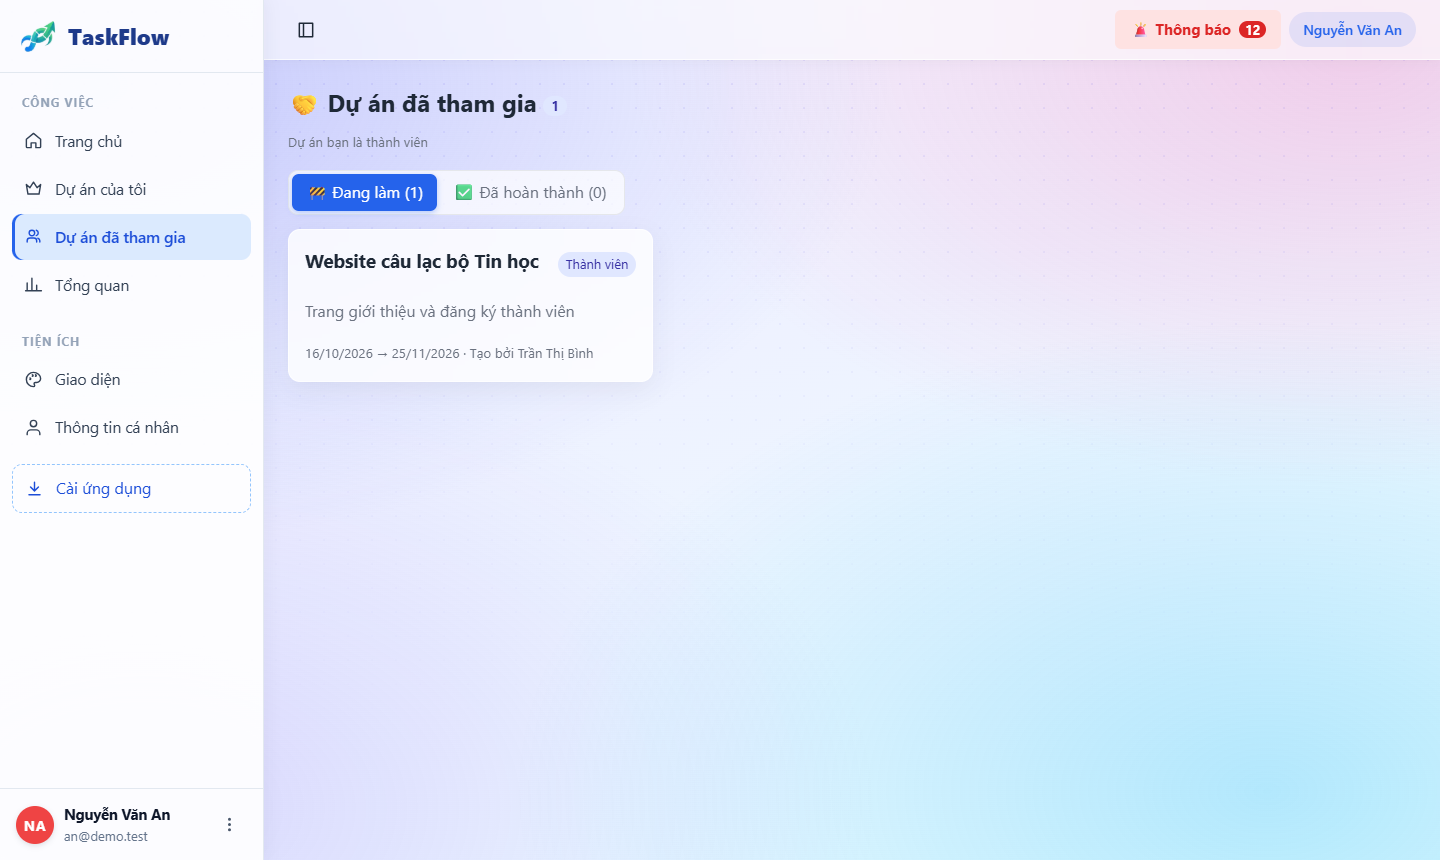 TaskFlow
CÔNG VIỆC
Trang chủ
Dự án của tôi
Dự án đã tham gia
Tổng quan
TIỆN ÍCH
Giao diện
Thông tin cá nhân
Cài ứng dụng
NA
Nguyễn Văn An
an@demo.test
Thông báo 12
Nguyễn Văn An
Dự án đã tham gia 1
Dự án bạn là thành viên
Đang làm (1)
Đã hoàn thành (0)
Website câu lạc bộ Tin học
Thành viên
Trang giới thiệu và đăng ký thành viên
16/10/2026 → 25/11/2026 · Tạo bởi Trần Thị Bình